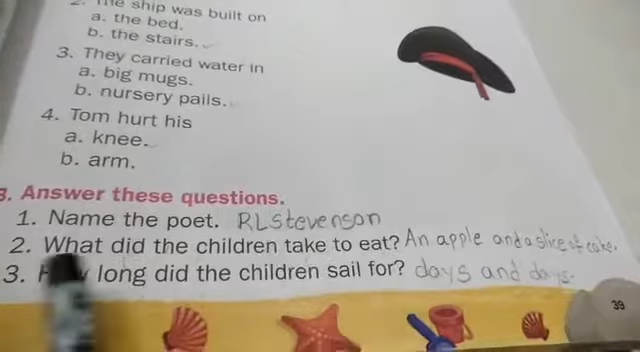 2. The ship was built on
a. the bed.
b. the stairs.
3. They carried water in
a. big mugs.
b. nursery pails.
4. Tom hurt his
a. knee.
b. arm.
B. Answer these questions.
1. Name the poet. RLStevenson
2. What did the children take to eat? An apple and a slice of cake.
3. long did the children sail for? days and days.
39